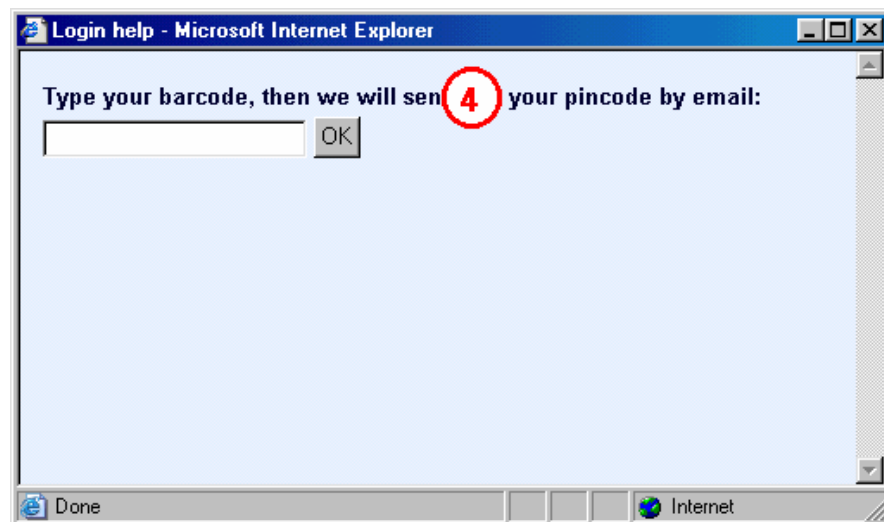 Login help - Microsoft Internet Explorer
Type your barcode, then we will sen 4 your pincode by email:
OK
Done
Internet